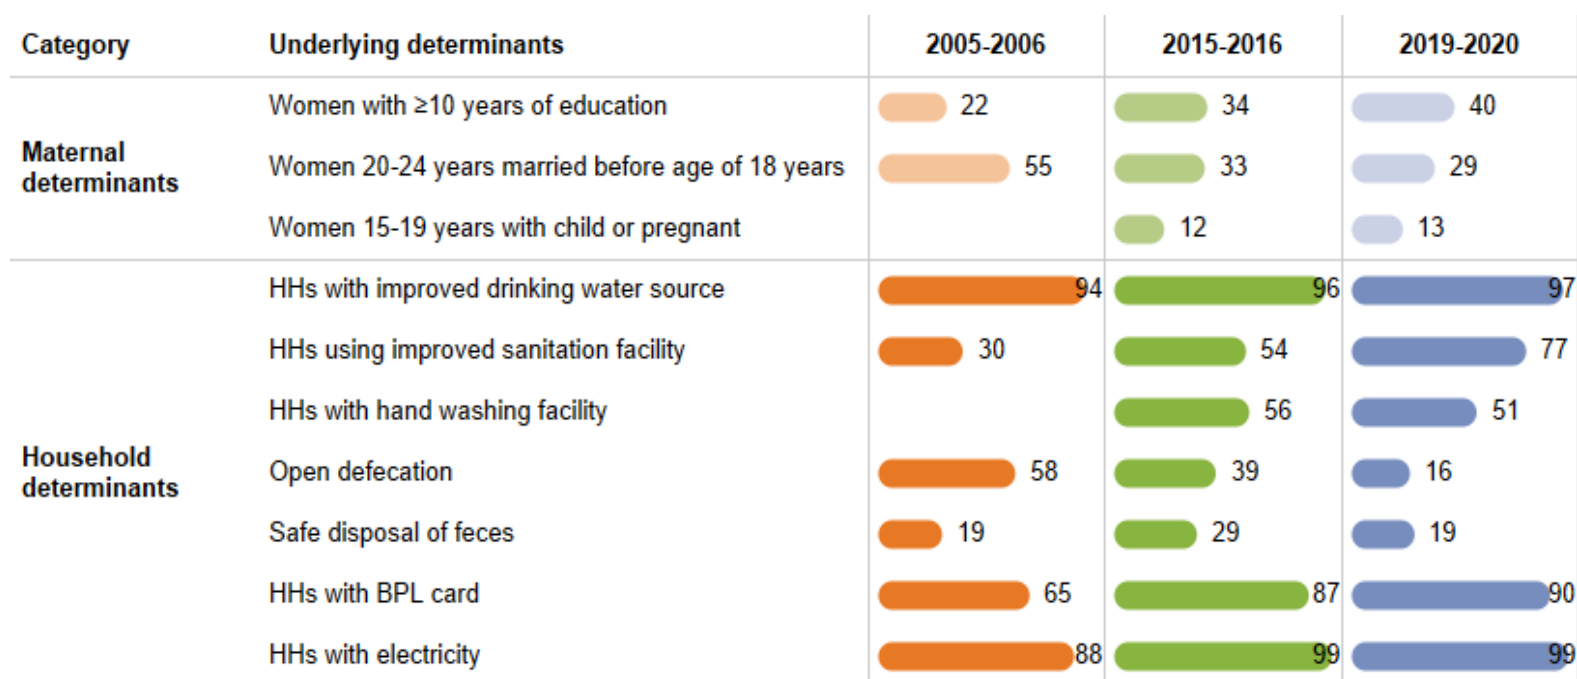 Category Underlying determinants 2005-2006 2015-2016 2019-2020
Women with ≥10 years of education 22 34 40
Maternal determinants
Women 20-24 years married before age of 18 years 55 33 29
Women 15-19 years with child or pregnant 12 13
HHs with improved drinking water source 94 96 97
HHs using improved sanitation facility 30 54 77
HHs with hand washing facility 56 51
Household determinants
Open defecation 58 39 16
Safe disposal of feces 19 29 19
HHs with BPL card 65 87 90
HHs with electricity 88 99 99